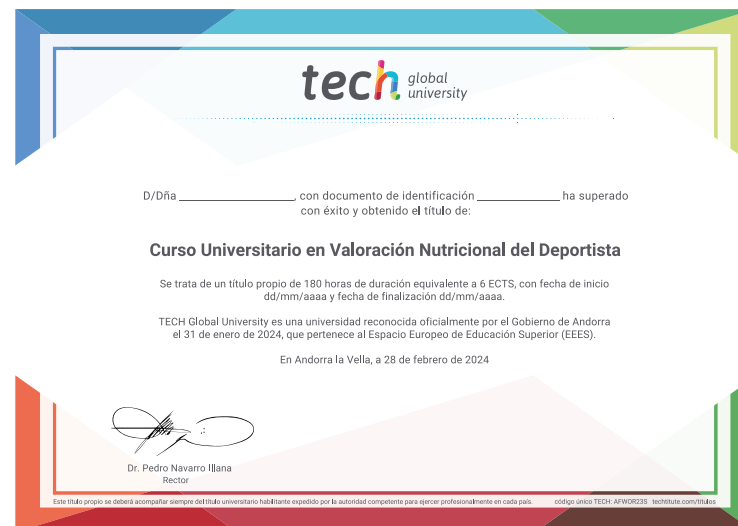 tech global university
D/Dña ____________________, con documento de identificación ______________ ha superado
con éxito y obtenido el título de:
Curso Universitario en Valoración Nutricional del Deportista
Se trata de un título propio de 180 horas de duración equivalente a 6 ECTS, con fecha de inicio
dd/mm/aaaa y fecha de finalización dd/mm/aaaa.
TECH Global University es una universidad reconocida oficialmente por el Gobierno de Andorra
el 31 de enero de 2024, que pertenece al Espacio Europeo de Educación Superior (EEES).
En Andorra la Vella, a 28 de febrero de 2024
Dr. Pedro Navarro Illana
Rector
Este título propio se deberá acompañar siempre del título universitario habilitante expedido por la autoridad competente para ejercer profesionalmente en cada país. código único TECH: AFWOR23S techtitute.com/titulos